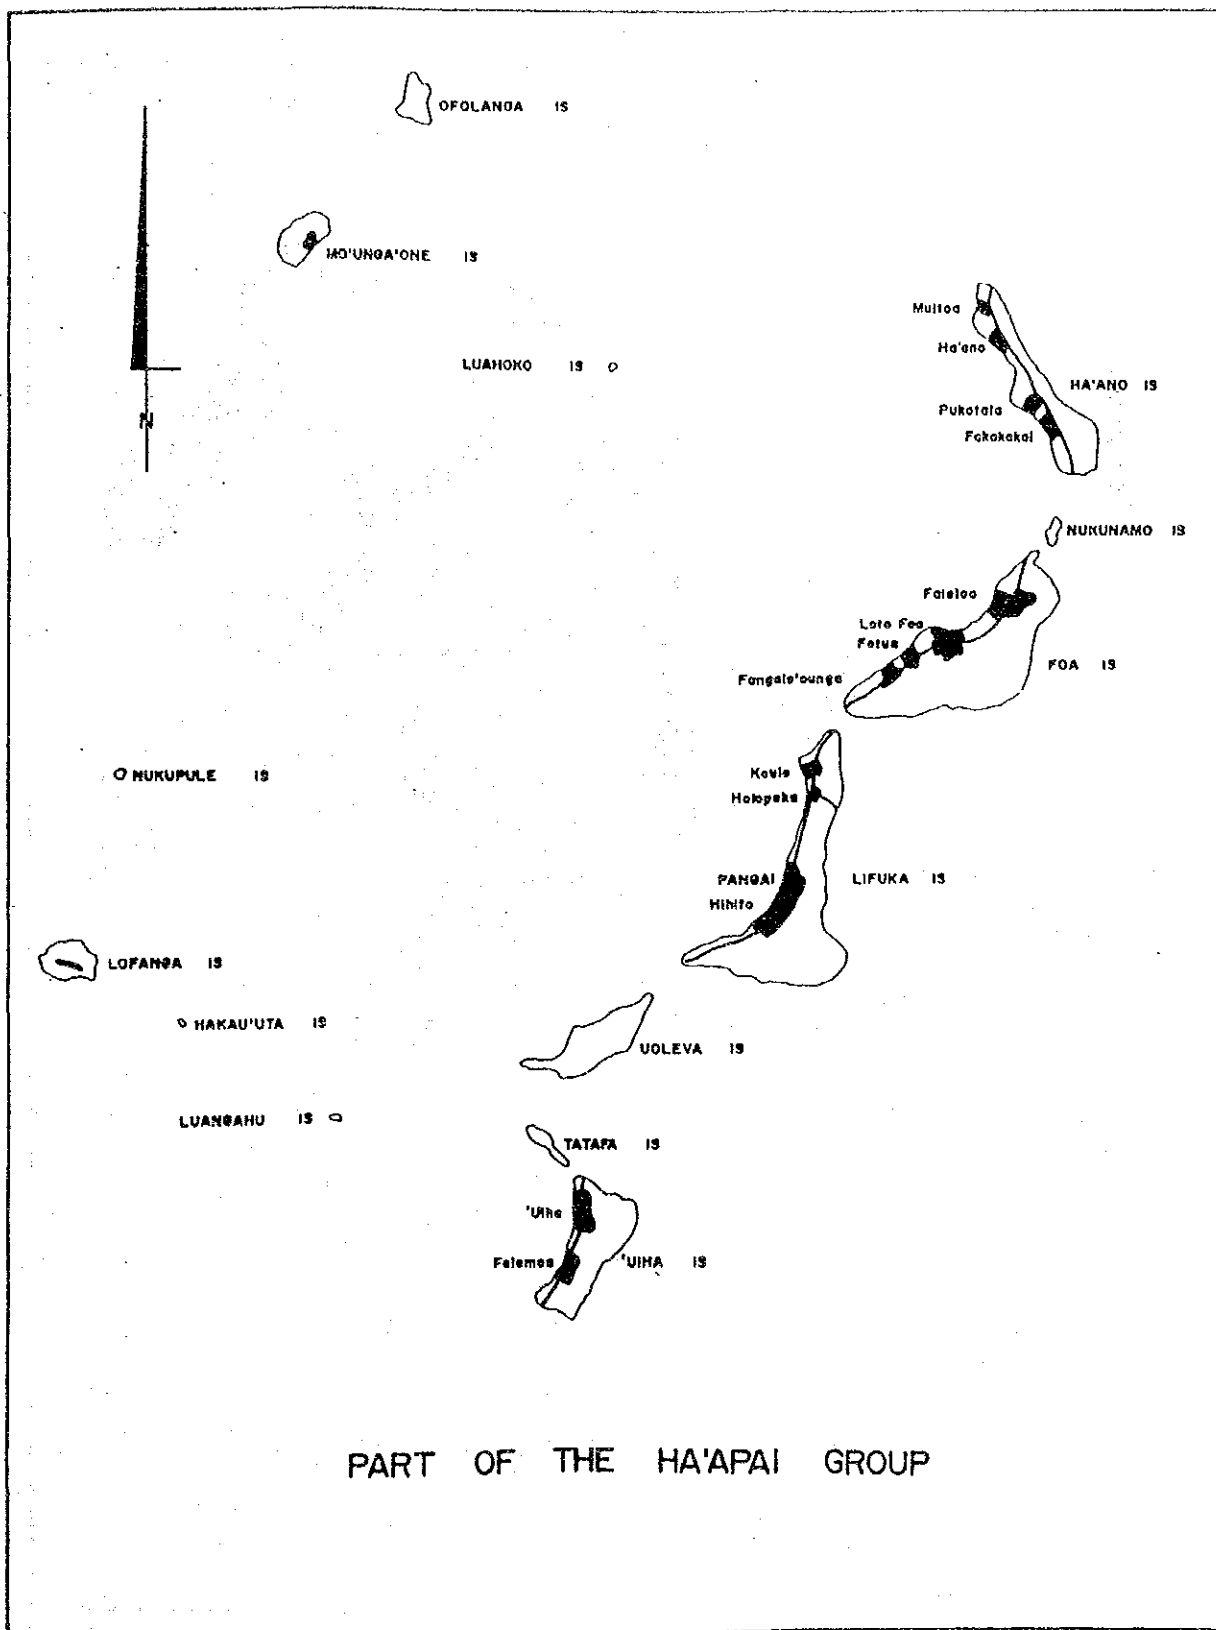 OFOLANGA IS
MO'UNGA'ONE IS
LUAHOKO IS
N
Muitoa
Ha'ano
HA'ANO IS
Pukotala
Fakakakai
NUKUNAMO IS
Faleloa
Loto Foa
Fotua
FOA IS
Fangale'ounga
NUKUPULE IS
Koulo
Holopeka
PANGAI
LIFUKA IS
Hihifo
LOFANGA IS
HAKAU'UTA IS
UOLEVA IS
LUANGAHU IS
TATAFA IS
'Uiha
Felemea
'UIHA IS
PART OF THE HA'APAI GROUP